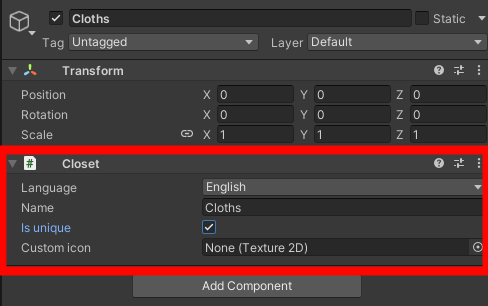 Cloths Static
Tag Untagged Layer Default
Transform
Position X 0 Y 0 Z 0
Rotation X 0 Y 0 Z 0
Scale X 1 Y 1 Z 1
# Closet
Language English
Name Cloths
Is unique
Custom icon None (Texture 2D)
Add Component